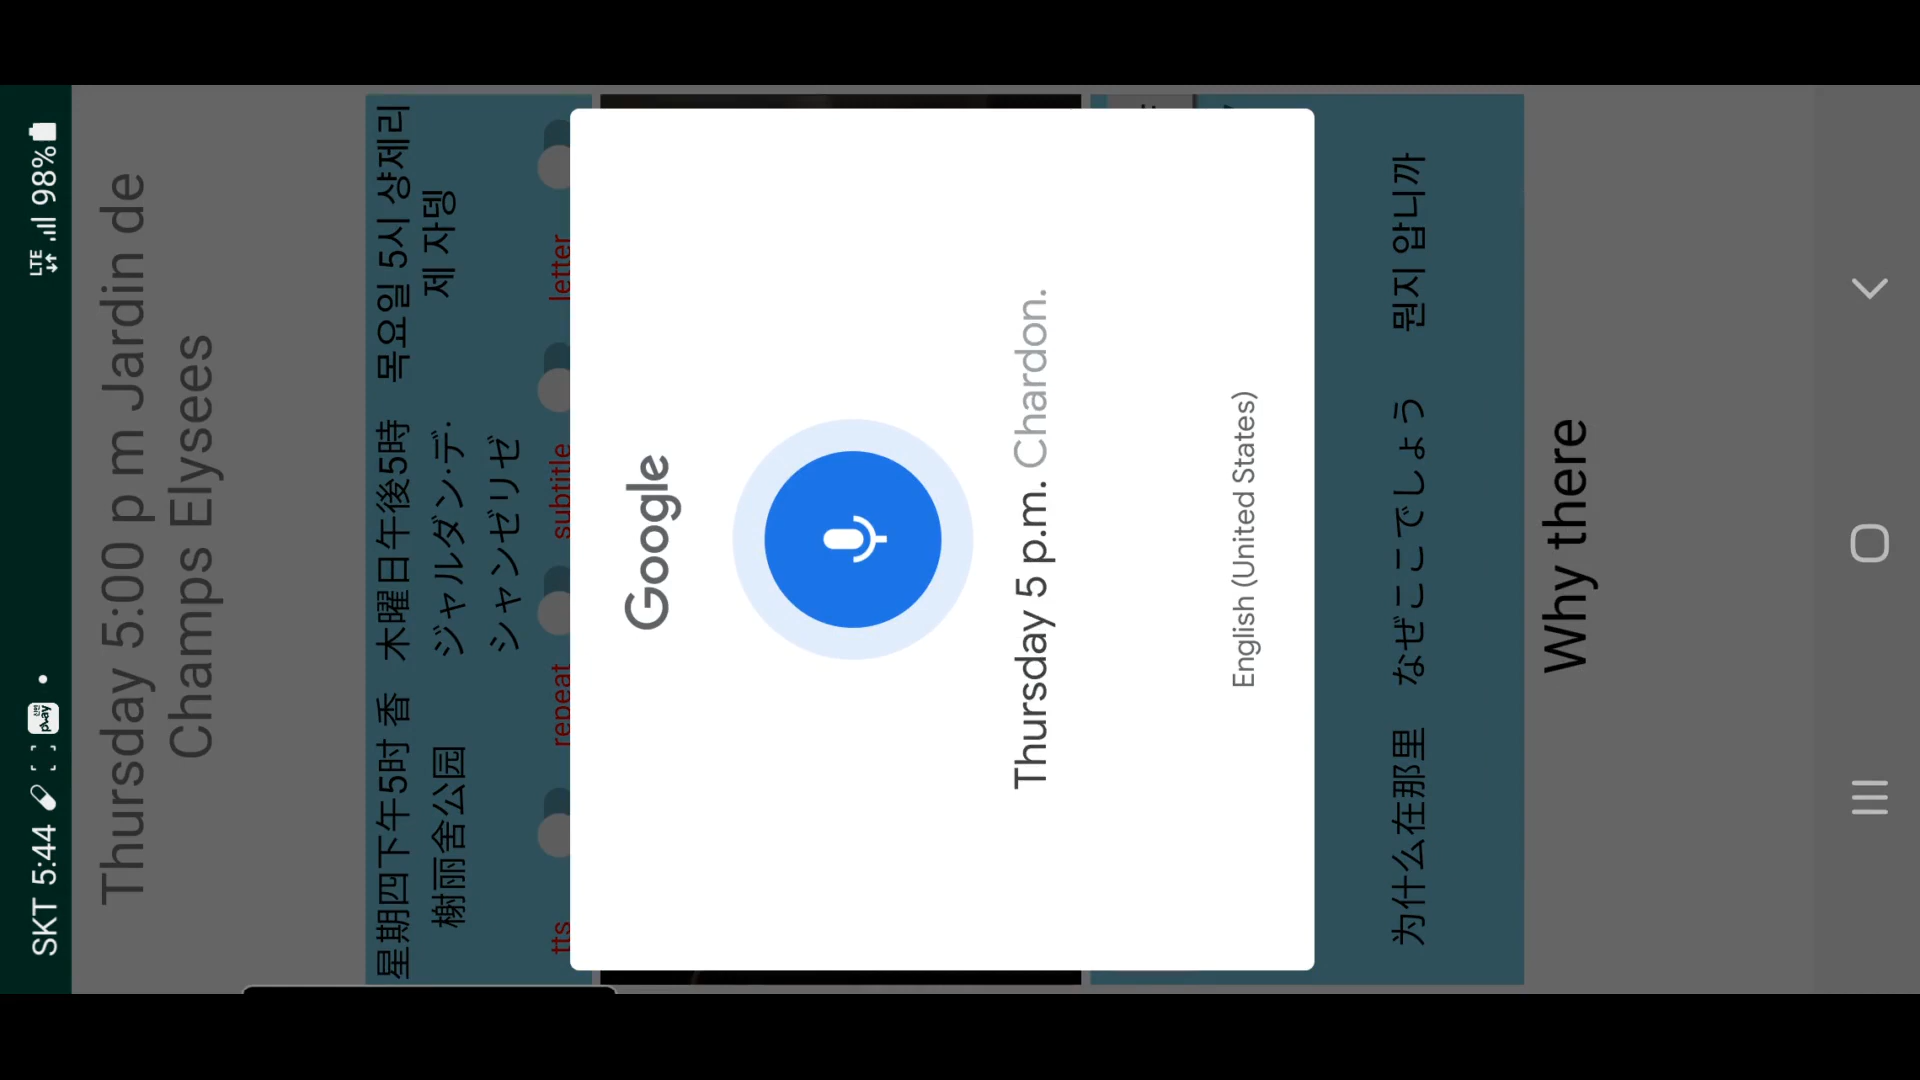 SKT 5:44
LTE 98%
Thursday 5:00 p m Jardin de
Champs Elysees
星期四下午5时 香
榭丽舍公园
木曜日午後5時
ジャルダン·デ·
シャンゼリゼ
목요일 5시 샹제리
제 자뎅
tts
repeat
subtitle
letter
Google
Thursday 5 p.m. Chardon.
English (United States)
为什么在那里
なぜここでしょう
뭔지 압니까
Why there